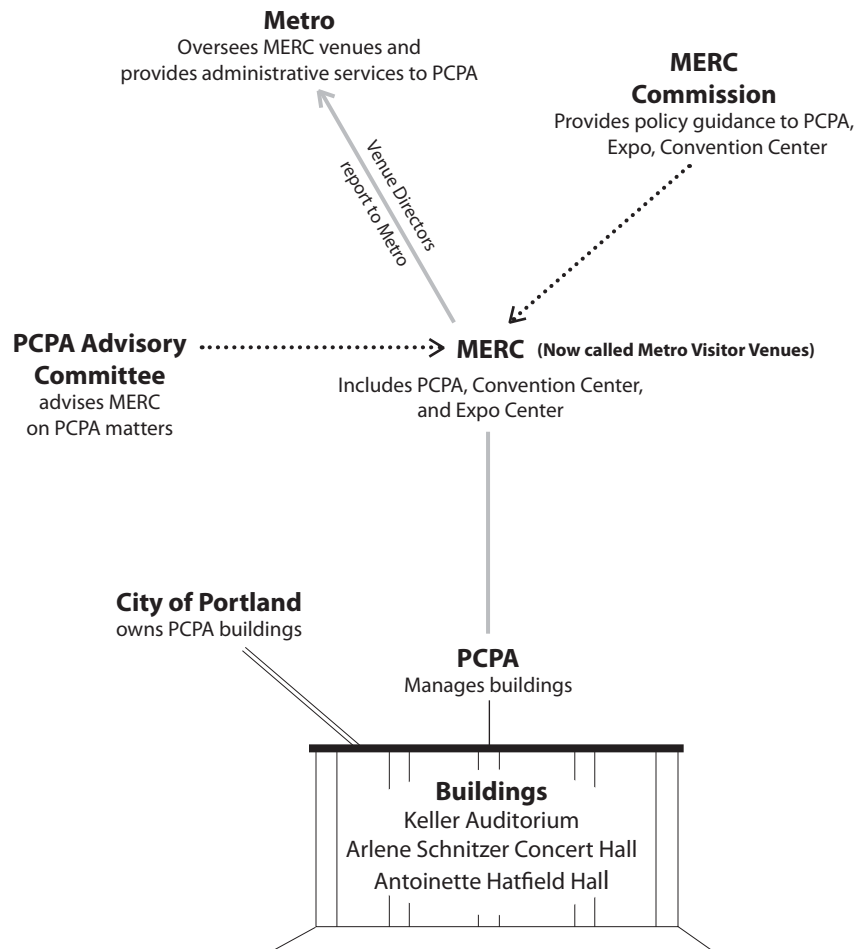 Metro
Oversees MERC venues and
provides administrative services to PCPA
MERC
Commission
Provides policy guidance to PCPA,
Expo, Convention Center
Venue Directors
report to Metro
PCPA Advisory
Committee
advises MERC
on PCPA matters
MERC (Now called Metro Visitor Venues)
Includes PCPA, Convention Center,
and Expo Center
City of Portland
owns PCPA buildings
PCPA
Manages buildings
Buildings
Keller Auditorium
Arlene Schnitzer Concert Hall
Antoinette Hatfield Hall